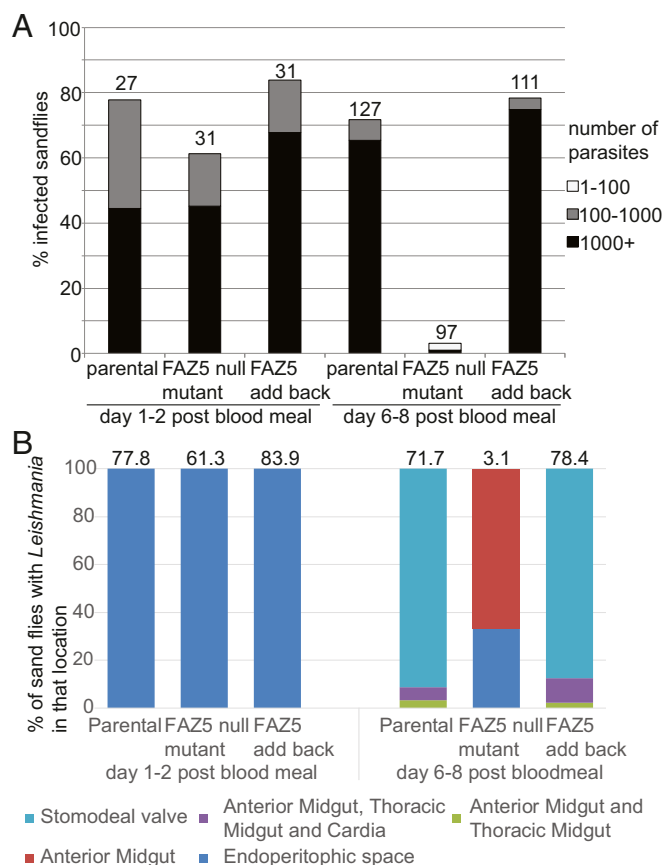 A
100
80
60
40
20
0
% infected sandflies
27
31
31
127
97
111
number of
parasites
1-100
100-1000
1000+
parental FAZ5 null FAZ5 parental FAZ5 null FAZ5
mutant add back mutant add back
day 1-2 post blood meal day 6-8 post blood meal
B
77.8 61.3 83.9 71.7 3.1 78.4
100
80
60
40
20
0
% of sand flies with Leishmania
in that location
Parental FAZ5 null FAZ5 Parental FAZ5 null FAZ5
mutant add back mutant add back
day 1-2 post blood meal day 6-8 post bloodmeal
Stomodeal valve
Anterior Midgut, Thoracic
Midgut and Cardia
Anterior Midgut and
Thoracic Midgut
Anterior Midgut
Endoperitophic space